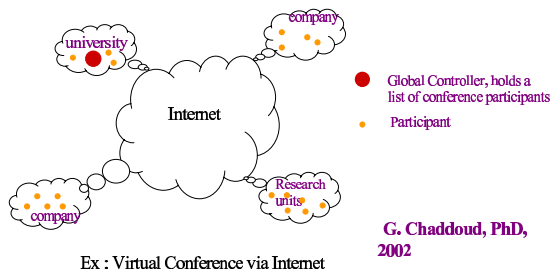 company
university
Internet
Global Controller, holds a
list of conference participants
Participant
Research
units
company
G. Chaddoud, PhD,
2002
Ex : Virtual Conference via Internet